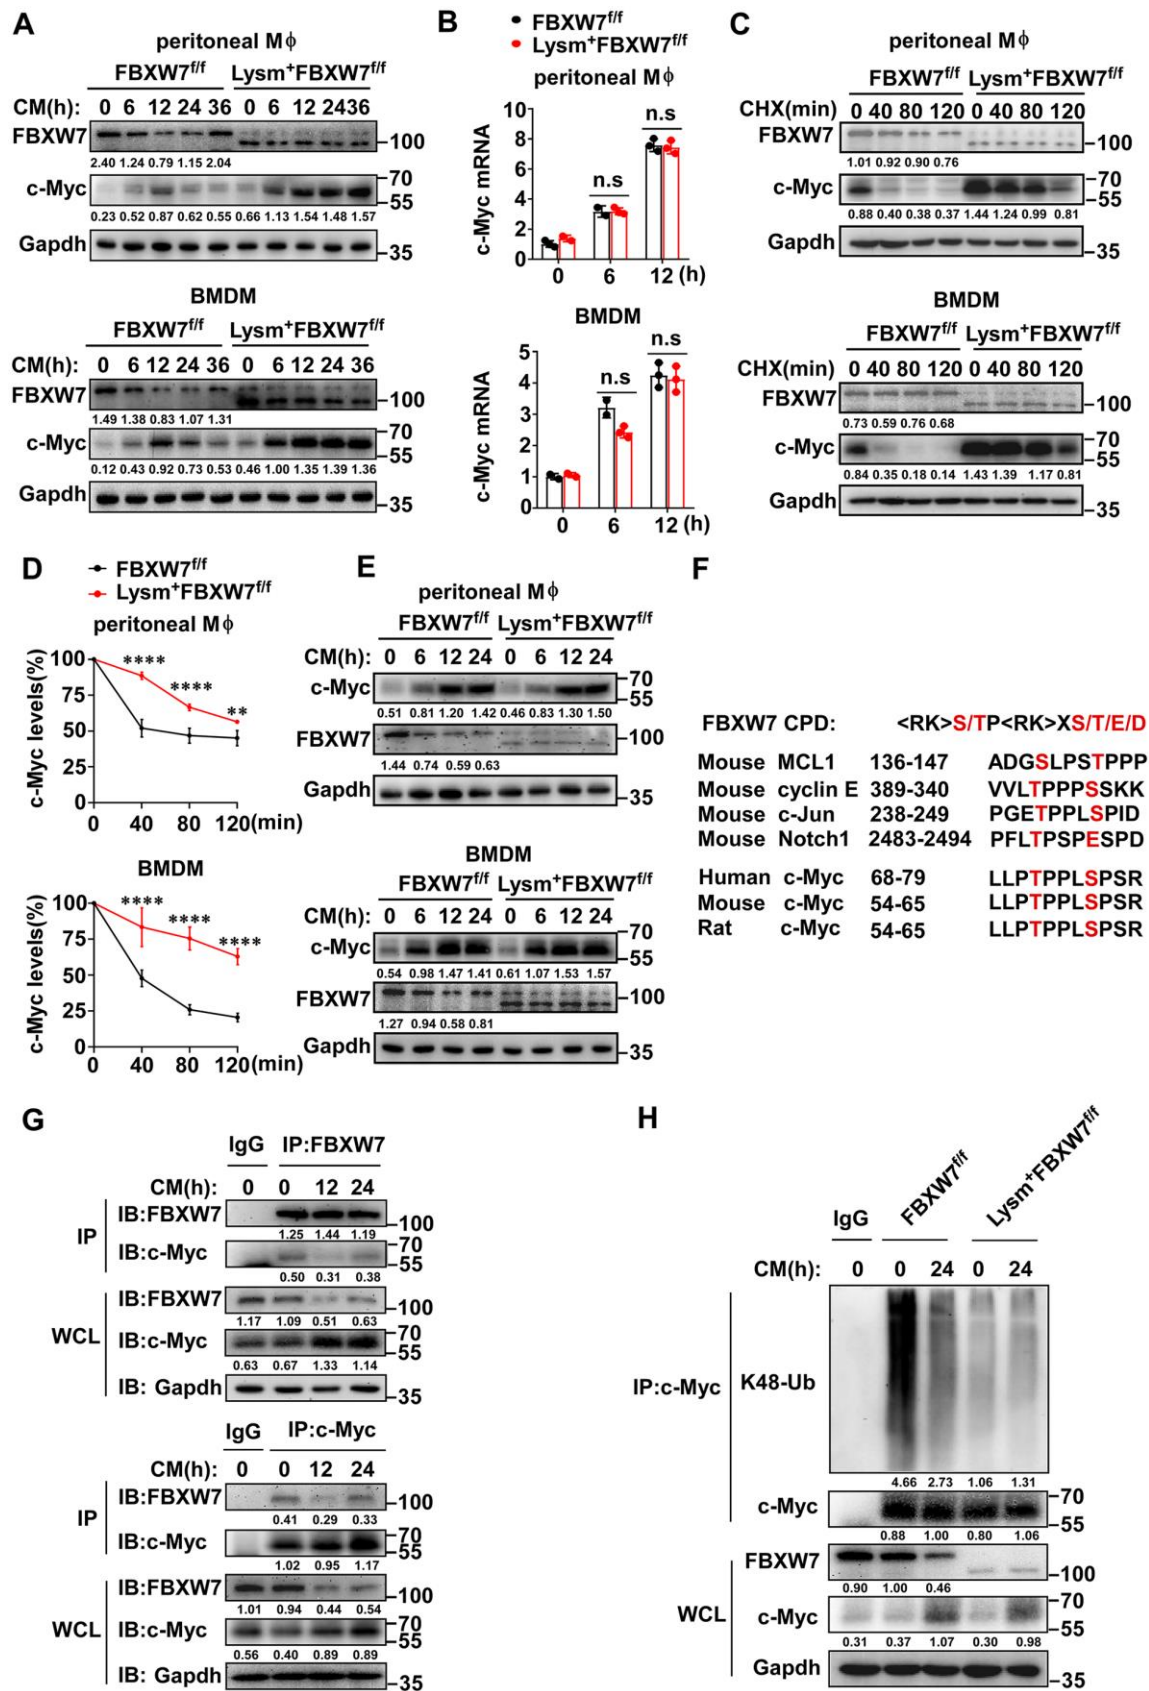 A
peritoneal Mϕ
FBXW7f/f Lysm+FBXW7f/f
CM(h): 0 6 12 24 36 0 6 12 24 36
FBXW7 100
2.40 1.24 0.79 1.15 2.04
c-Myc 70
55
0.23 0.52 0.87 0.62 0.55 0.66 1.13 1.54 1.48 1.57
Gapdh 35
BMDM
FBXW7f/f Lysm+FBXW7f/f
CM(h): 0 6 12 24 36 0 6 12 24 36
FBXW7 100
1.49 1.38 0.83 1.07 1.31
c-Myc 70
55
0.12 0.43 0.92 0.73 0.53 0.46 1.00 1.35 1.39 1.36
Gapdh 35
B
FBXW7f/f
Lysm+FBXW7f/f
peritoneal Mϕ
c-Myc mRNA
10
8
6
4
2
0
n.s
n.s
0 6 12 (h)
BMDM
c-Myc mRNA
5
4
3
2
1
0
n.s
n.s
0 6 12 (h)
C
peritoneal Mϕ
FBXW7f/f Lysm+FBXW7f/f
CHX(min) 0 40 80 120 0 40 80 120
FBXW7 100
1.01 0.92 0.90 0.76
c-Myc 70
55
0.88 0.40 0.38 0.37 1.44 1.24 0.99 0.81
Gapdh 35
BMDM
FBXW7f/f Lysm+FBXW7f/f
CHX(min) 0 40 80 120 0 40 80 120
FBXW7 100
0.73 0.59 0.76 0.68
c-Myc 70
55
0.84 0.35 0.18 0.14 1.43 1.39 1.17 0.81
Gapdh 35
D
FBXW7f/f
Lysm+FBXW7f/f
peritoneal Mϕ
c-Myc levels(%)
100
75
50
25
0
**** **** **
0 40 80 120(min)
BMDM
c-Myc levels(%)
100
75
50
25
0
**** **** ****
0 40 80 120(min)
E
peritoneal Mϕ
FBXW7f/f Lysm+FBXW7f/f
CM(h): 0 6 12 24 0 6 12 24
c-Myc 70
55
0.51 0.81 1.20 1.42 0.46 0.83 1.30 1.50
FBXW7 100
1.44 0.74 0.59 0.63
Gapdh 35
BMDM
FBXW7f/f Lysm+FBXW7f/f
CM(h): 0 6 12 24 0 6 12 24
c-Myc 70
55
0.54 0.98 1.47 1.41 0.61 1.07 1.53 1.57
FBXW7 100
1.27 0.94 0.58 0.81
Gapdh 35
F
FBXW7 CPD: <RK>S/TP<RK>XS/T/E/D
Mouse MCL1 136-147 ADGSLPSTPPP
Mouse cyclin E 389-340 VVLTPPPSSKK
Mouse c-Jun 238-249 PGETPPLSPID
Mouse Notch1 2483-2494 PFLTPSPESPD
Human c-Myc 68-79 LLPTPPLSPSR
Mouse c-Myc 54-65 LLPTPPLSPSR
Rat c-Myc 54-65 LLPTPPLSPSR
G
IgG IP:FBXW7
CM(h): 0 0 12 24
IP
IB:FBXW7 100
1.25 1.44 1.19
IB:c-Myc 70
55
0.50 0.31 0.38
WCL
IB:FBXW7 100
1.17 1.09 0.51 0.63
IB:c-Myc 70
55
0.63 0.67 1.33 1.14
IB: Gapdh 35
IgG IP:c-Myc
CM(h): 0 0 12 24
IP
IB:FBXW7 100
0.41 0.29 0.33
IB:c-Myc 70
55
1.02 0.95 1.17
WCL
IB:FBXW7 100
1.01 0.94 0.44 0.54
IB:c-Myc 70
55
0.56 0.40 0.89 0.89
IB: Gapdh 35
H
IgG FBXW7f/f Lysm+FBXW7f/f
CM(h): 0 0 24 0 24
IP:c-Myc
K48-Ub
4.66 2.73 1.06 1.31
c-Myc 70
55
0.88 1.00 0.80 1.06
WCL
FBXW7 100
0.90 1.00 0.46
c-Myc 70
55
0.31 0.37 1.07 0.30 0.98
Gapdh 35